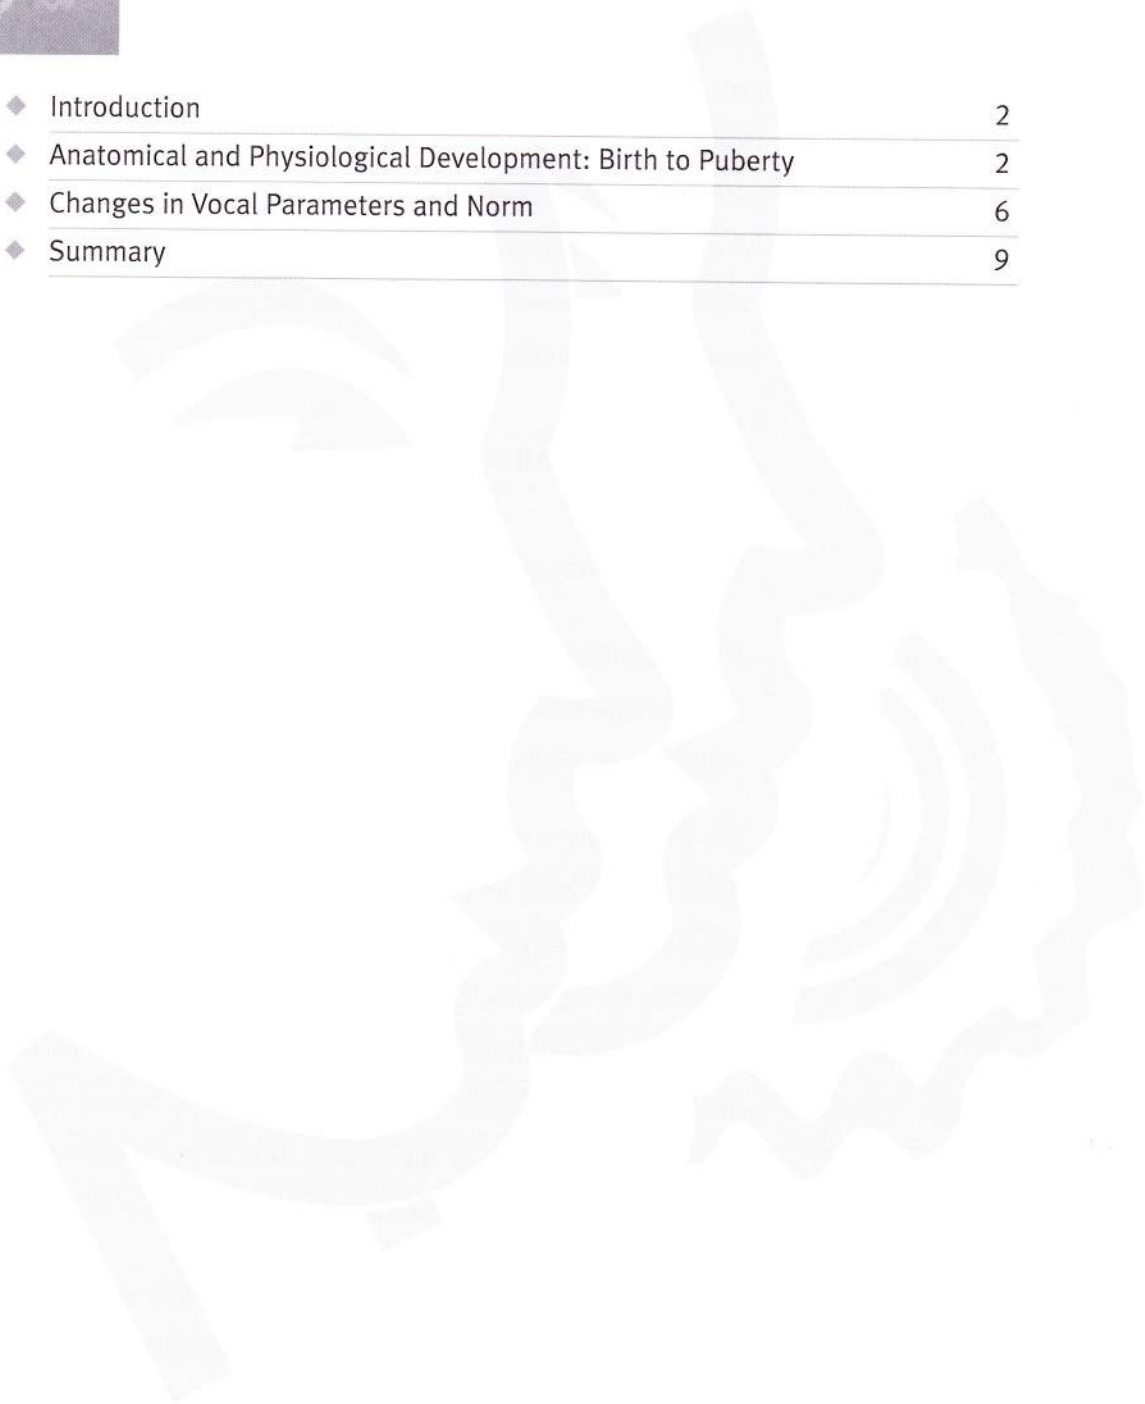 Introduction 2
Anatomical and Physiological Development: Birth to Puberty 2
Changes in Vocal Parameters and Norm 6
Summary 9